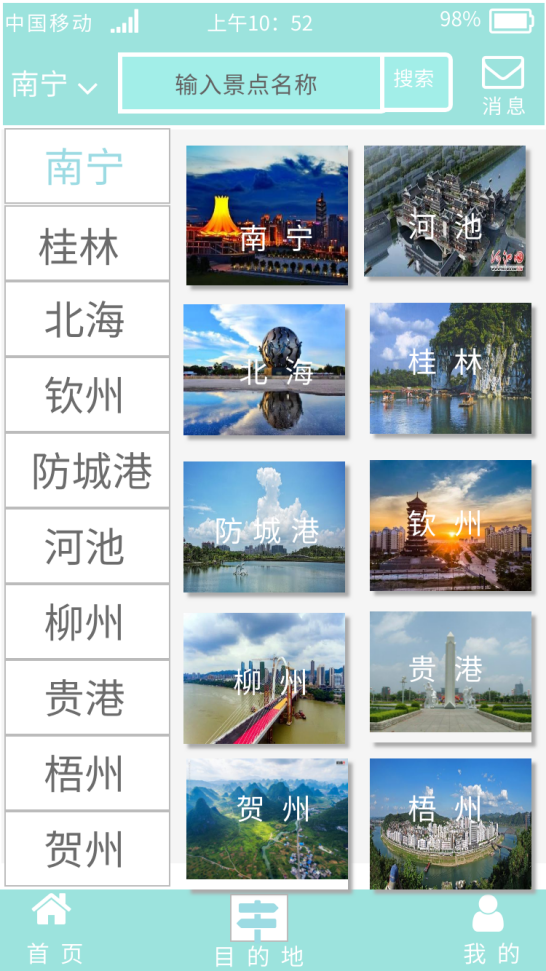 中国移动 上午10：52 98%
南宁 输入景点名称 搜索 消息
南宁
桂林
北海
钦州
防城港
河池
柳州
贵港
梧州
贺州
南宁 河池
北海 桂林
防城港 钦州
柳州 贵港
贺州 梧州
首页 目的地 我的